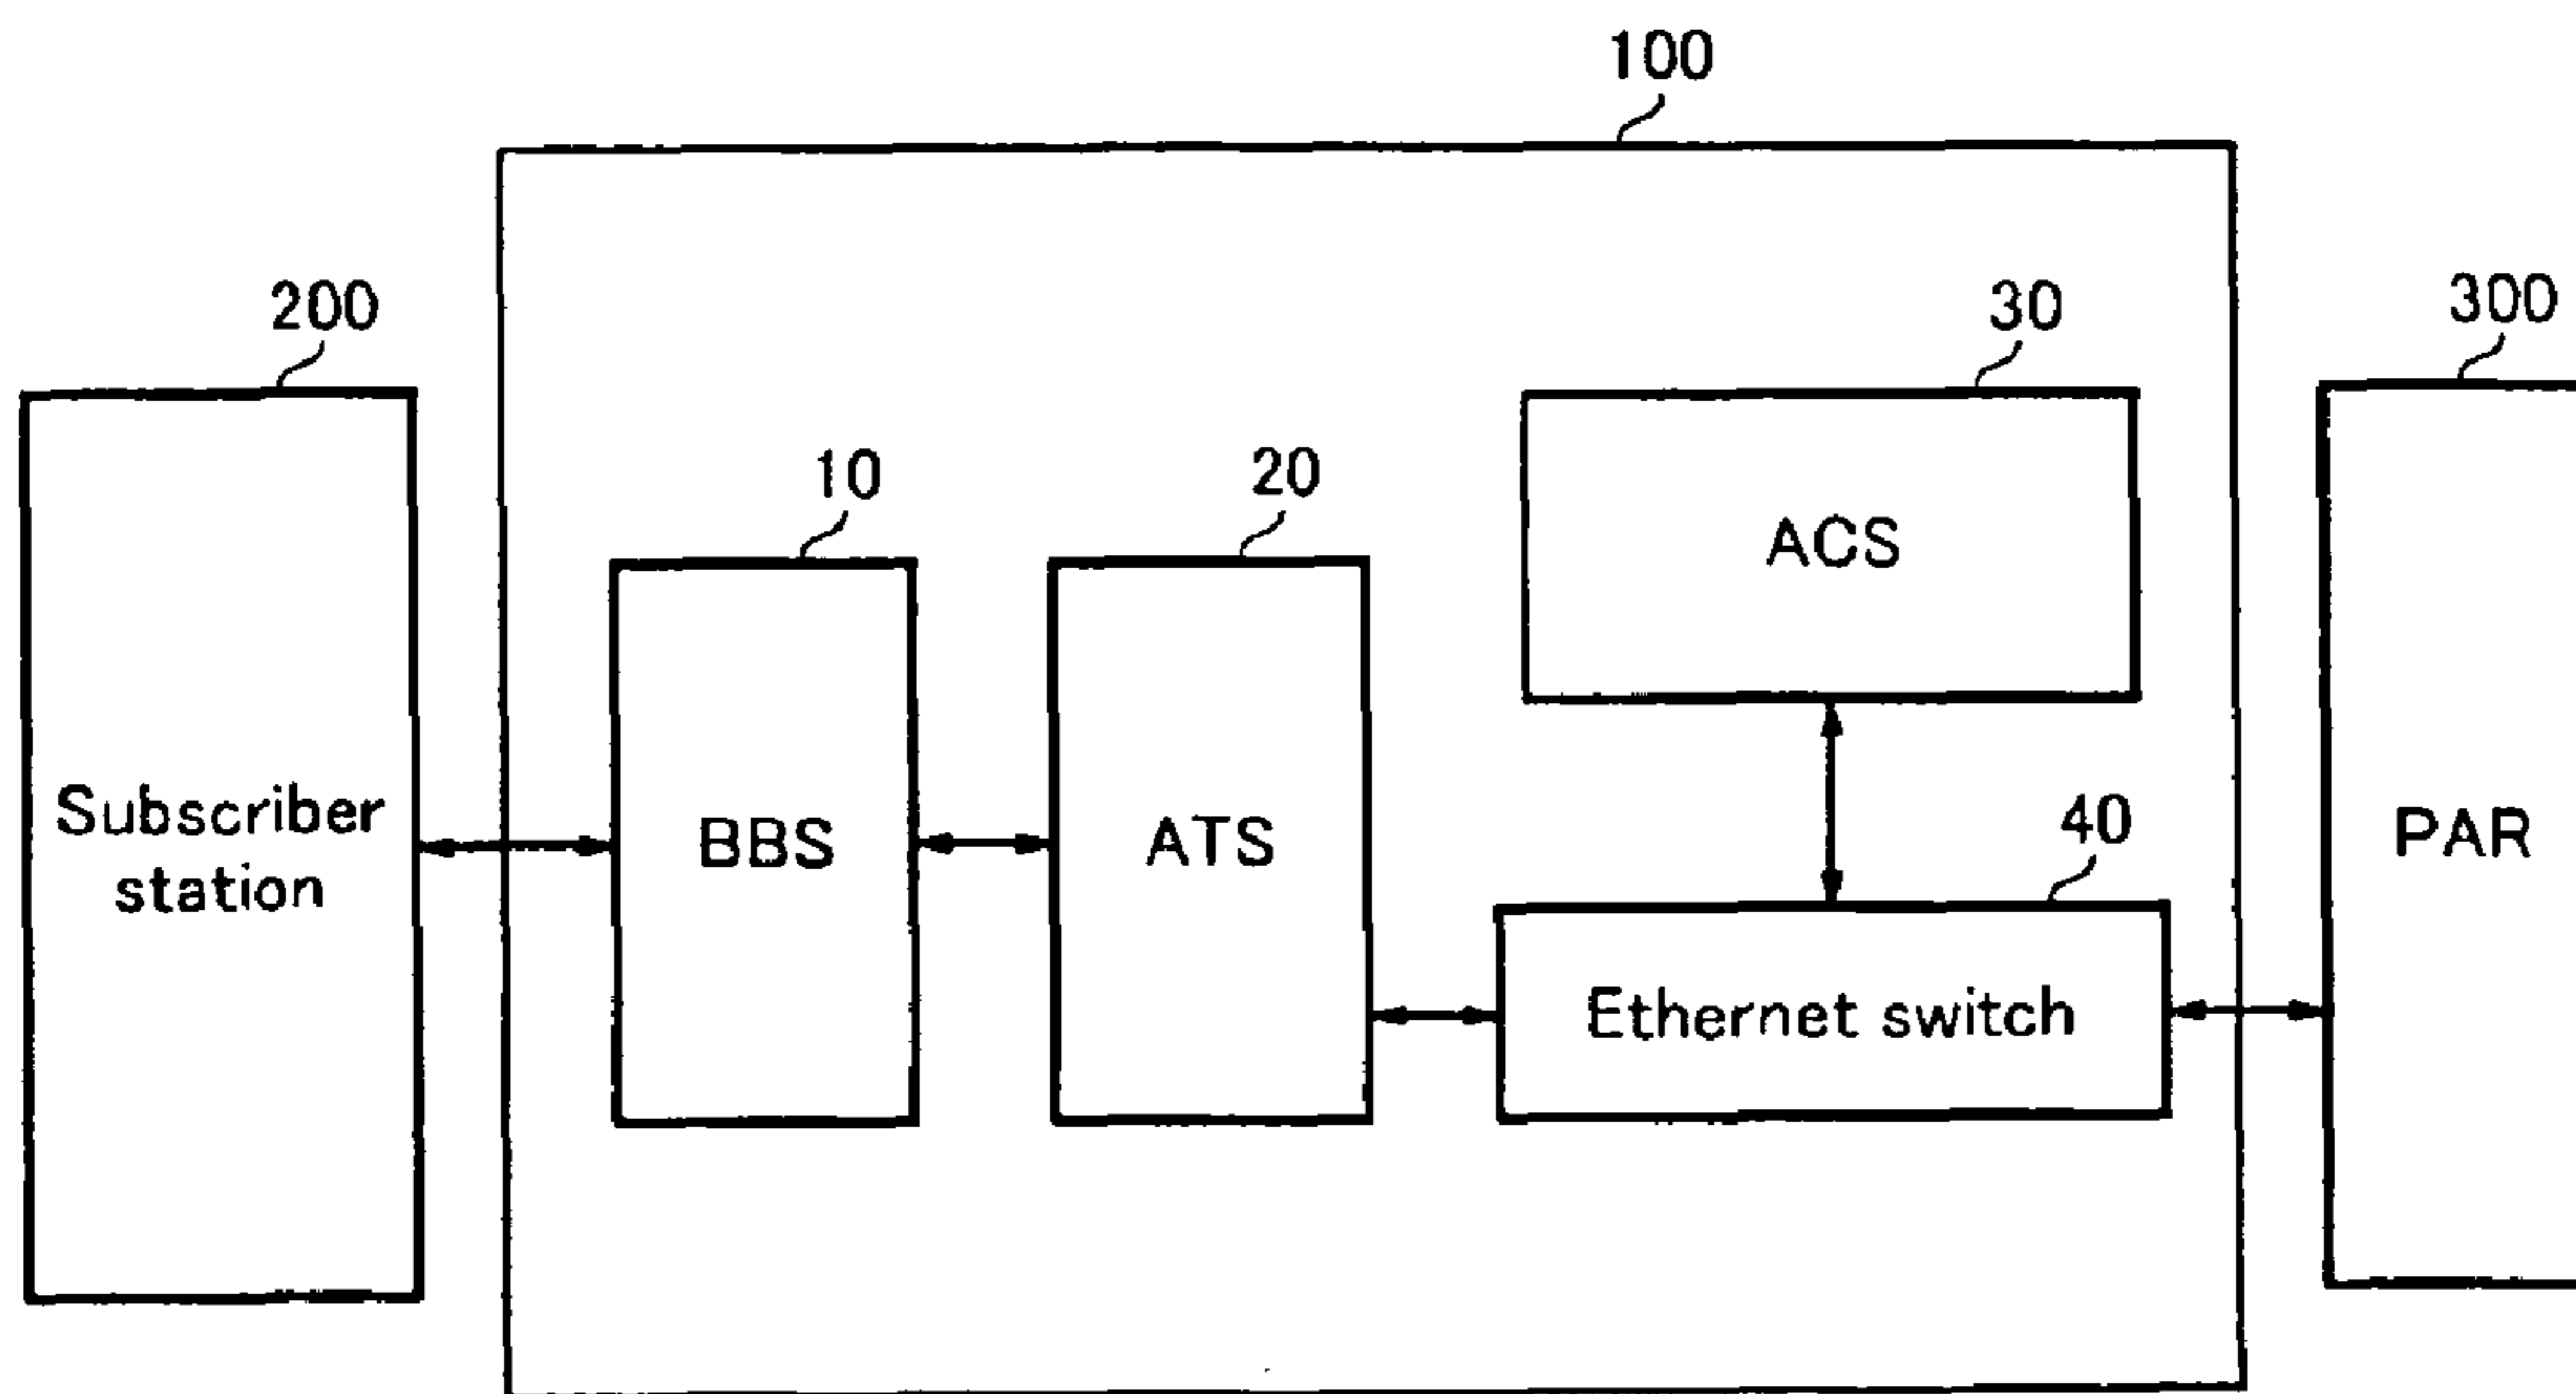 100
200
30
300
10
20
ACS
Subscriber
station
BBS
ATS
40
PAR
Ethernet switch